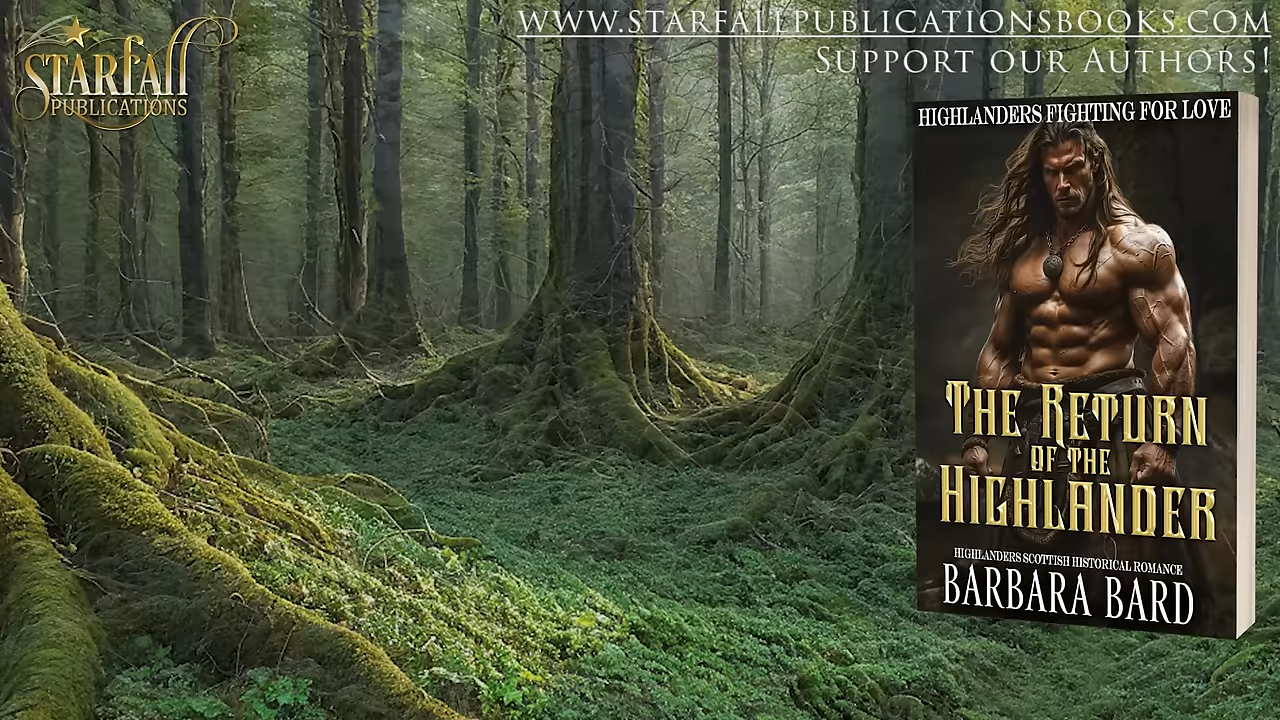 STARfall
PUBLICATIONS
WWW.STARFALLPUBLICATIONSBOOKS.COM
SUPPORT OUR AUTHORS!
HIGHLANDERS FIGHTING FOR LOVE
THE RETURN
OF THE
HIGHLANDER
HIGHLANDERS SCOTTISH HISTORICAL ROMANCE
BARBARA BARD